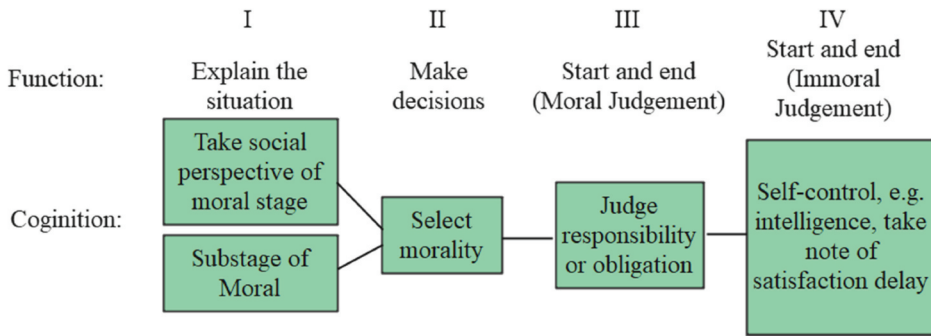 I
II
III
IV
Function:
Explain the
situation
Make
decisions
Start and end
(Moral Judgement)
Start and end
(Immoral
Judgement)
Coginition:
Take social
perspective of
moral stage
Substage of
Moral
Select
morality
Judge
responsibility
or obligation
Self-control, e.g.
intelligence, take
note of
satisfaction delay